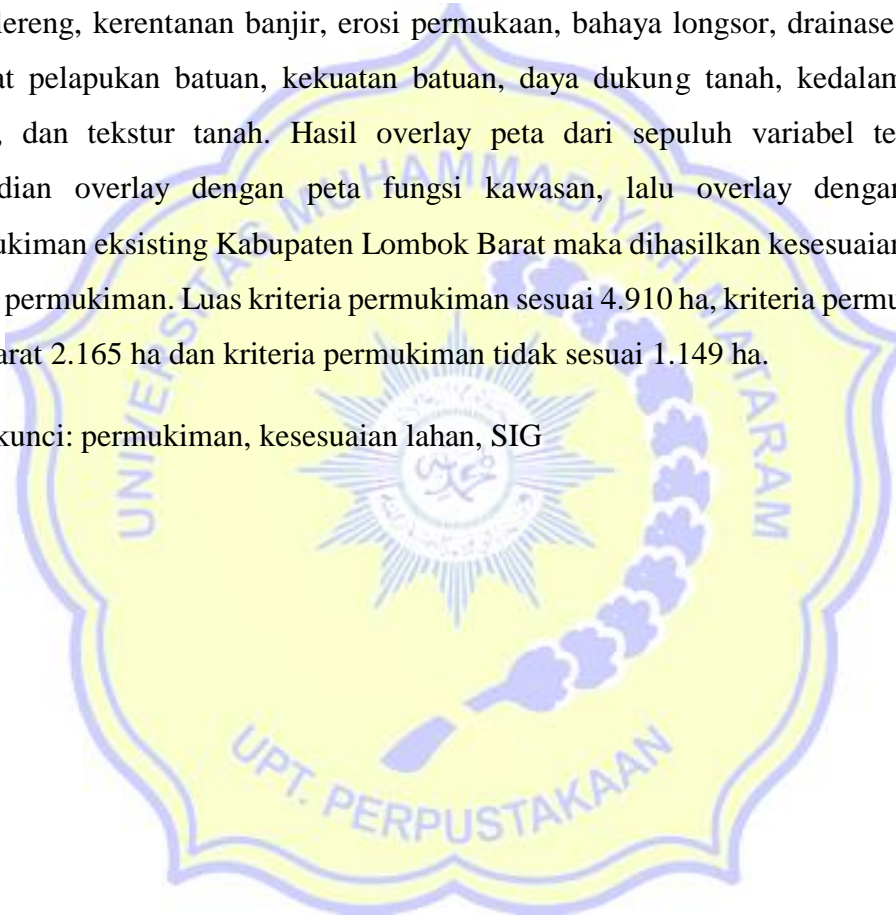 lereng, kerentanan banjir, erosi permukaan, bahaya longsor, drainase
at pelapukan batuan, kekuatan batuan, daya dukung tanah, kedalam
, dan tekstur tanah. Hasil overlay peta dari sepuluh variabel te
dian overlay dengan peta fungsi kawasan, lalu overlay dengan
ukiman eksisting Kabupaten Lombok Barat maka dihasilkan kesesuaian
permukiman. Luas kriteria permukiman sesuai 4.910 ha, kriteria permu
arat 2.165 ha dan kriteria permukiman tidak sesuai 1.149 ha.
kunci: permukiman, kesesuaian lahan, SIG
UNIVERSITAS MUHAMMADIYAH MATARAM
UPT. PERPUSTAKAAN